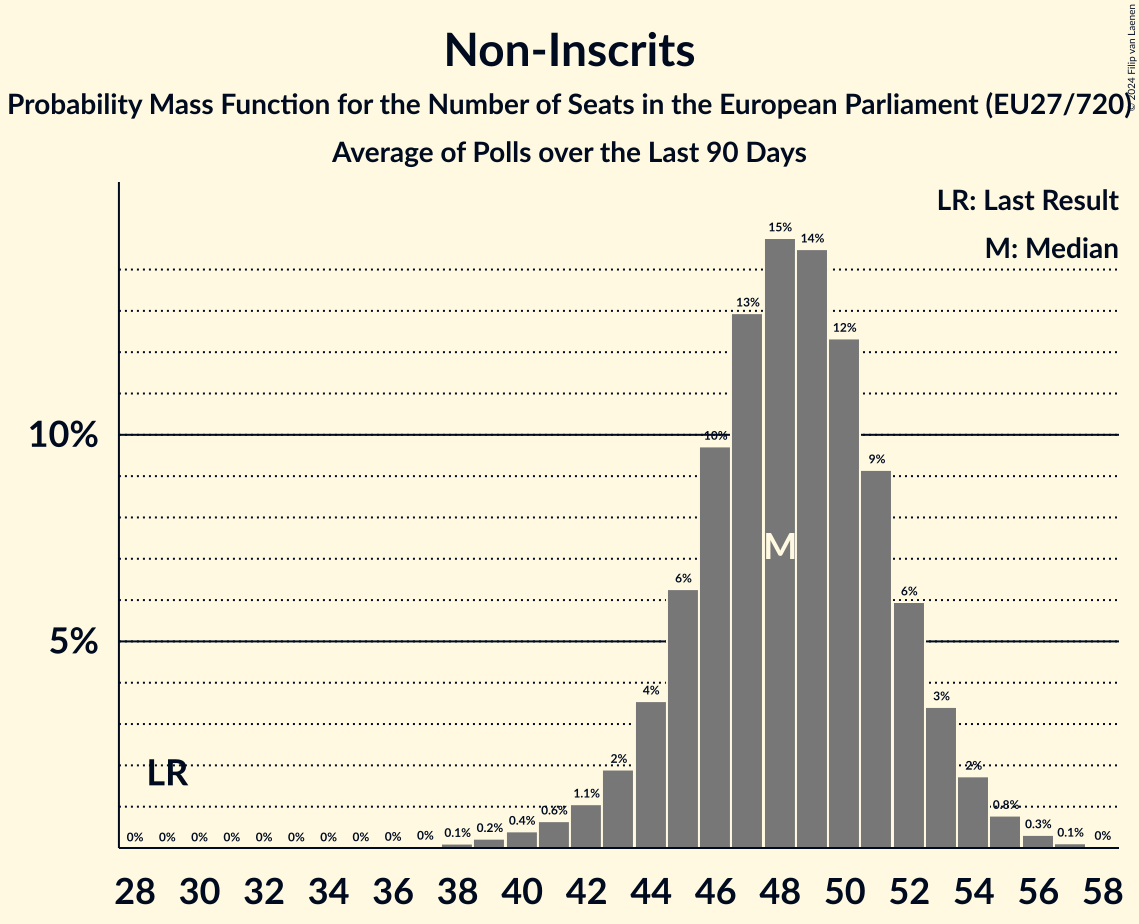 Non-Inscrits
Probability Mass Function for the Number of Seats in the European Parliament (EU27/720)
Average of Polls over the Last 90 Days
© 2024 Filip van Laenen
LR: Last Result
M: Median
15%
14%
13%
12%
10%
10%
9%
M
6%
6%
5%
4%
3%
LR
2%
2%
1.1%
0.8%
0.6%
0.4%
0.3%
0.2%
0.1%
0.1%
0% 0% 0% 0% 0% 0% 0% 0% 0% 0% 0%
28 30 32 34 36 38 40 42 44 46 48 50 52 54 56 58